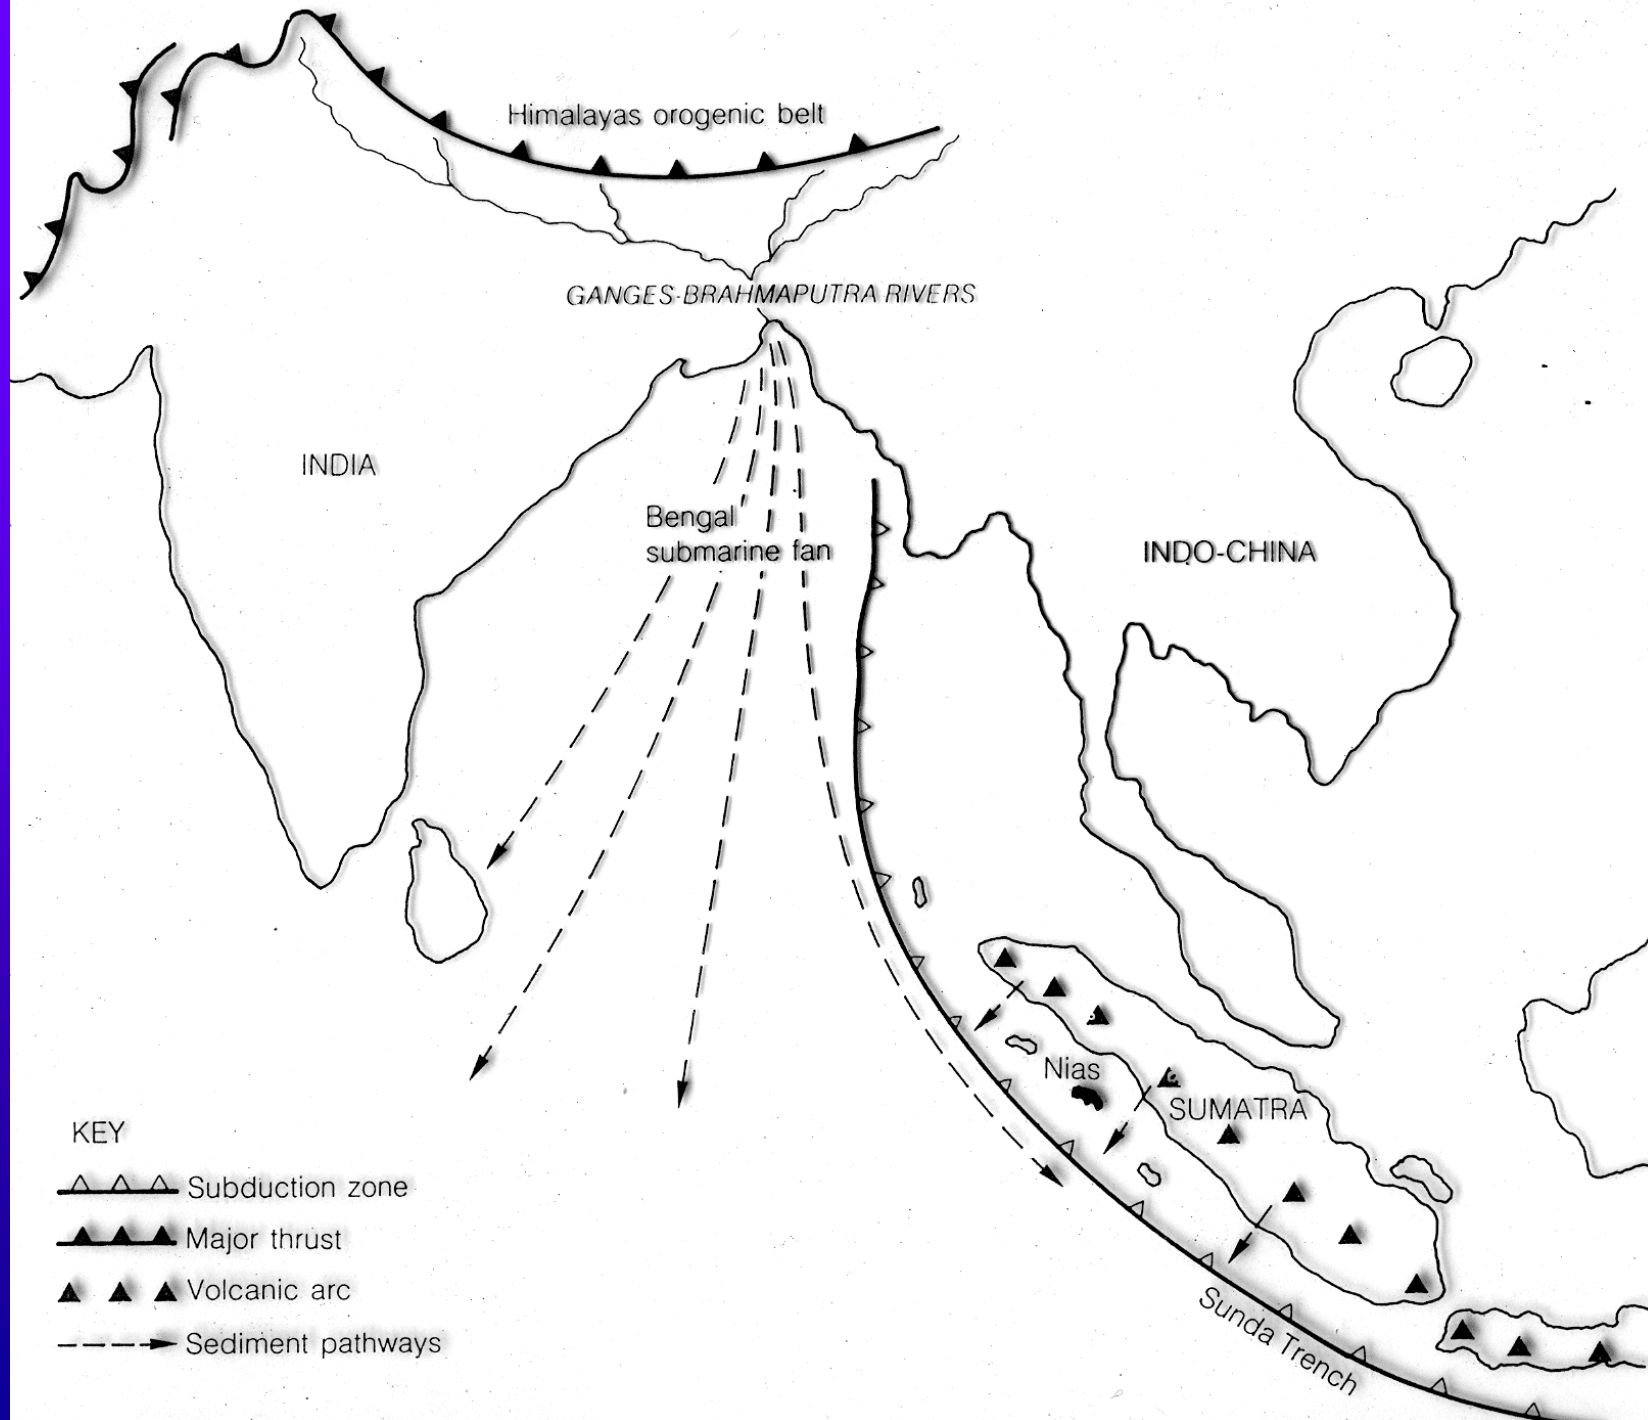 Himalayas orogenic belt
GANGES-BRAHMAPUTRA RIVERS
INDIA
Bengal
submarine fan
INDO-CHINA
Nias
SUMATRA
Sunda Trench
KEY
Subduction zone
Major thrust
Volcanic arc
Sediment pathways